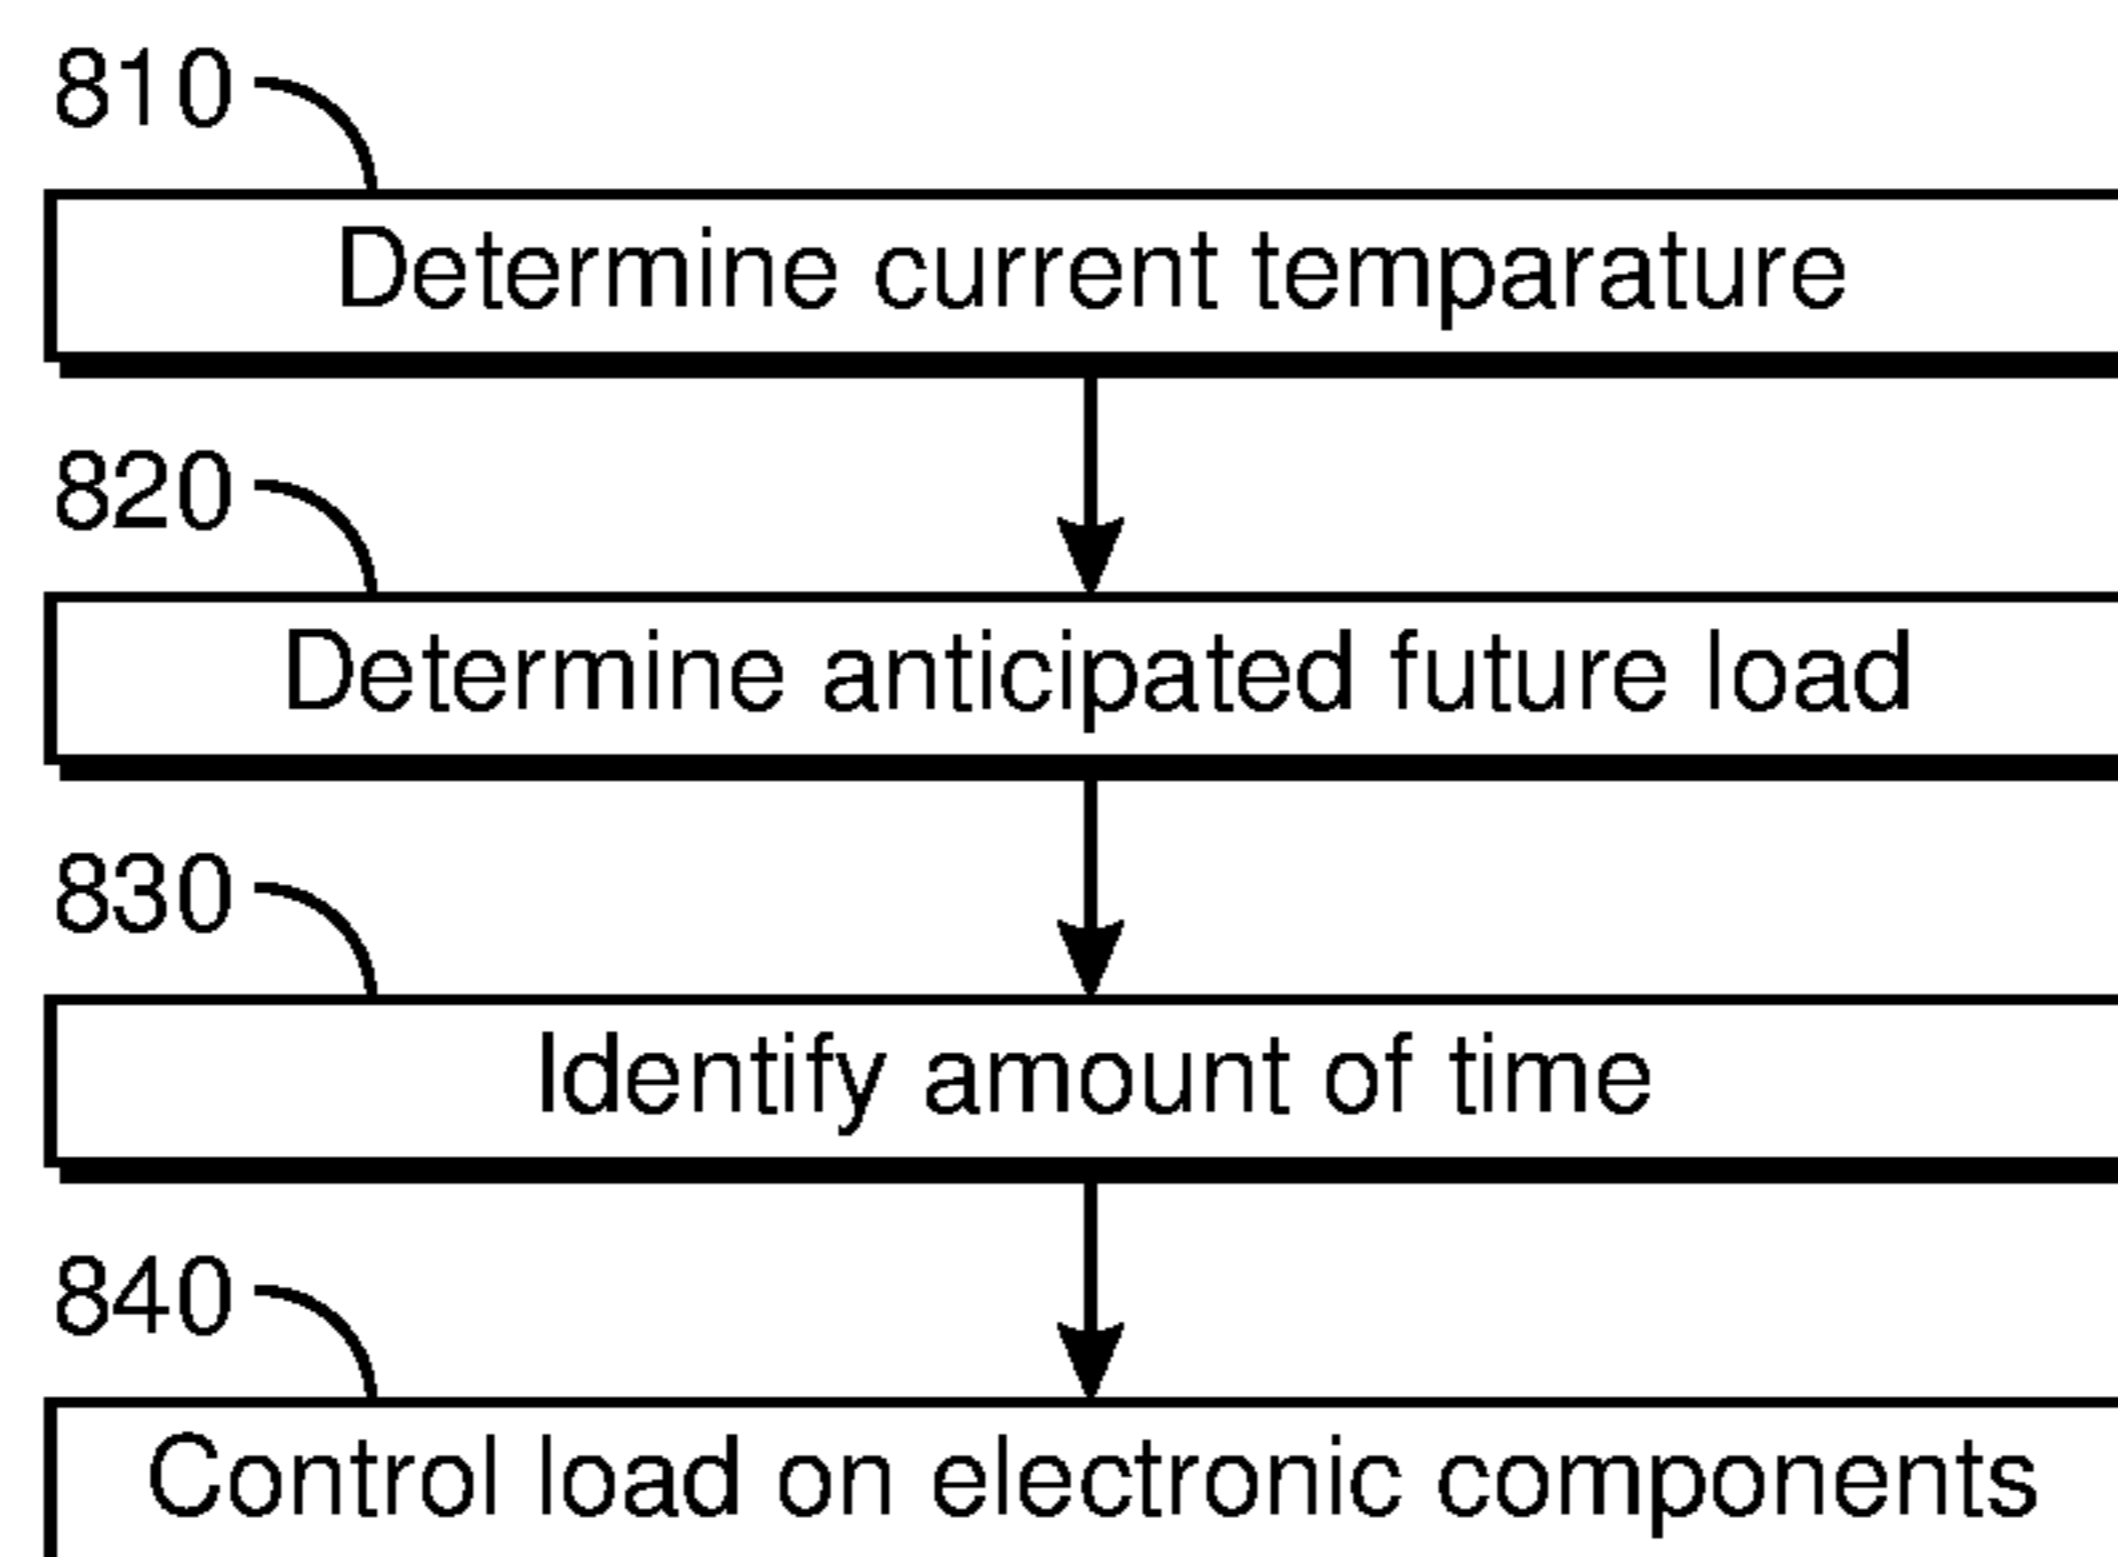 810
Determine current temparature
820
Determine anticipated future load
830
Identify amount of time
840
Control load on electronic components